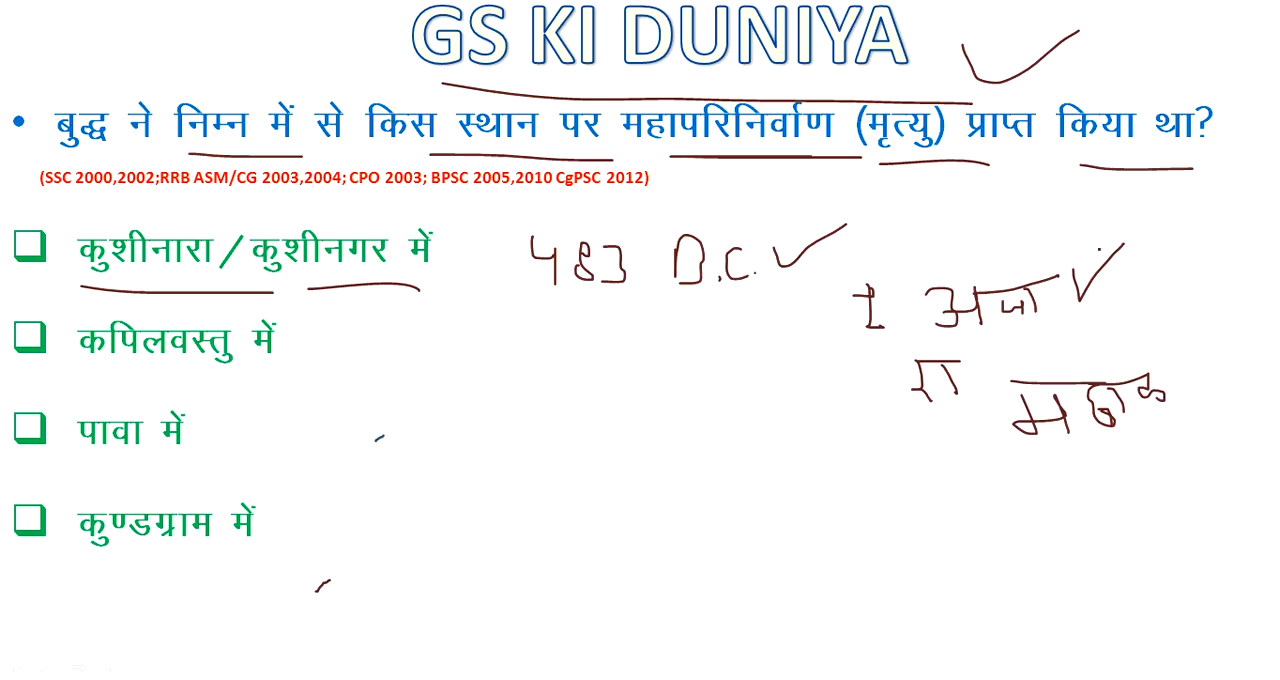 GS KI DUNIYA
• बुद्ध ने निम्न में से किस स्थान पर महापरिनिर्वाण (मृत्यु) प्राप्त किया था?
(SSC 2000,2002;RRB ASM/CG 2003,2004; CPO 2003; BPSC 2005,2010 CgPSC 2012)
❑ कुशीनारा/कुशीनगर में
483 B.C.
❑ कपिलवस्तु में
❑ पावा में
❑ कुण्डग्राम में